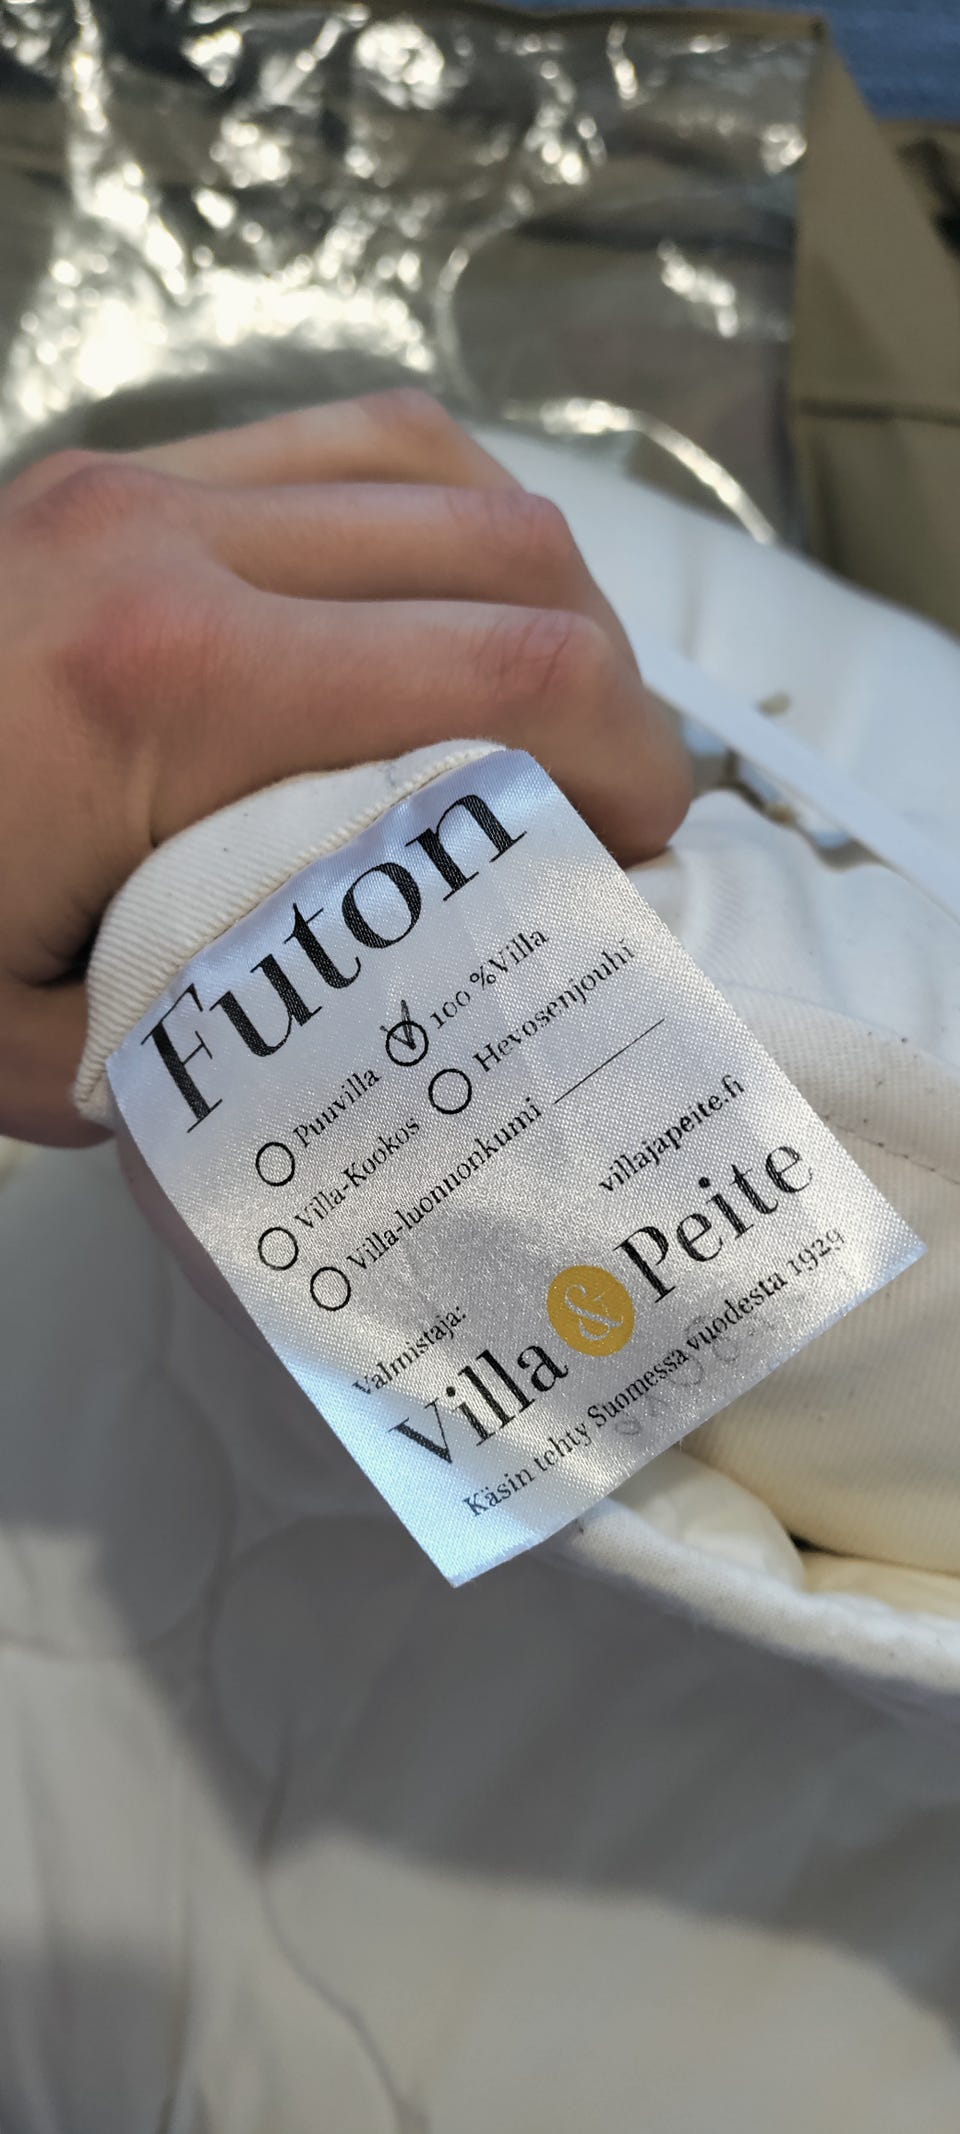 Futon
Puuvilla 100 %Villa
Villa-Kookos Hevosenjouhi
Villa-luonnonkumi
villajapeite.fi
Valmistaja:
Villa & Peite
Käsin tehty Suomessa vuodesta 1929